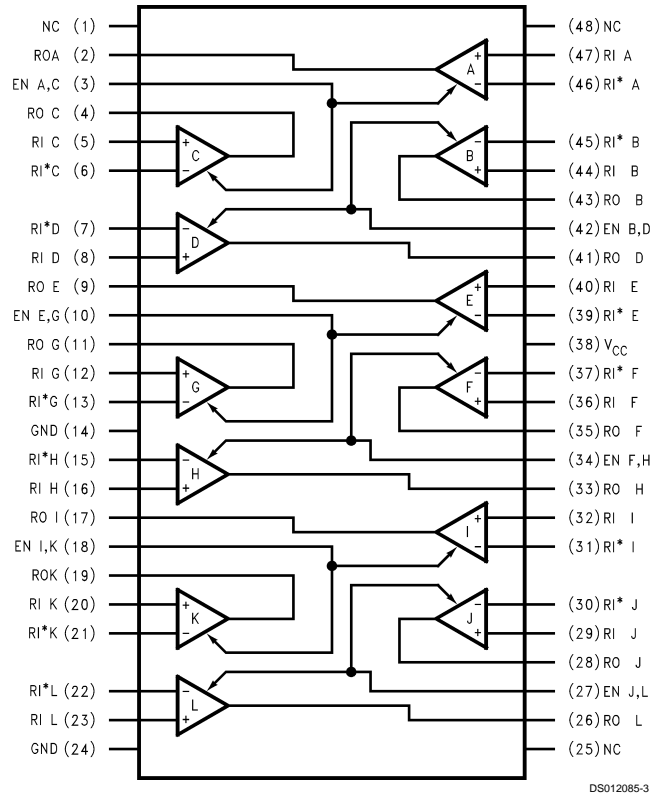 NC (1)
ROA (2)
EN A,C (3)
RO C (4)
RI C (5)
RI*C (6)
RI*D (7)
RI D (8)
RO E (9)
EN E,G (10)
RO G (11)
RI G (12)
RI*G (13)
GND (14)
RI*H (15)
RI H (16)
RO I (17)
EN I,K (18)
ROK (19)
RI K (20)
RI*K (21)
RI*L (22)
RI L (23)
GND (24)
+ A −
+ C −
− B +
− D +
+ E −
+ G −
− F +
− H +
+ I −
+ K −
− J +
− L +
(48) NC
(47) RI A
(46) RI* A
(45) RI* B
(44) RI B
(43) RO B
(42) EN B,D
(41) RO D
(40) RI E
(39) RI* E
(38) VCC
(37) RI* F
(36) RI F
(35) RO F
(34) EN F,H
(33) RO H
(32) RI I
(31) RI* I
(30) RI* J
(29) RI J
(28) RO J
(27) EN J,L
(26) RO L
(25) NC
DS012085-3